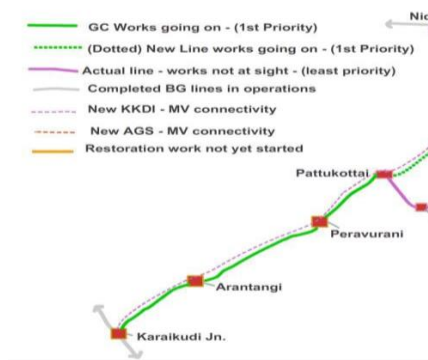 Nid
GC Works going on - (1st Priority)
(Dotted) New Line works going on - (1st Priority)
Actual line - works not at sight - (least priority)
Completed BG lines in operations
New KKDI - MV connectivity
New AGS - MV connectivity
Restoration work not yet started
Pattukottai
Peravurani
Arantangi
Karaikudi Jn.